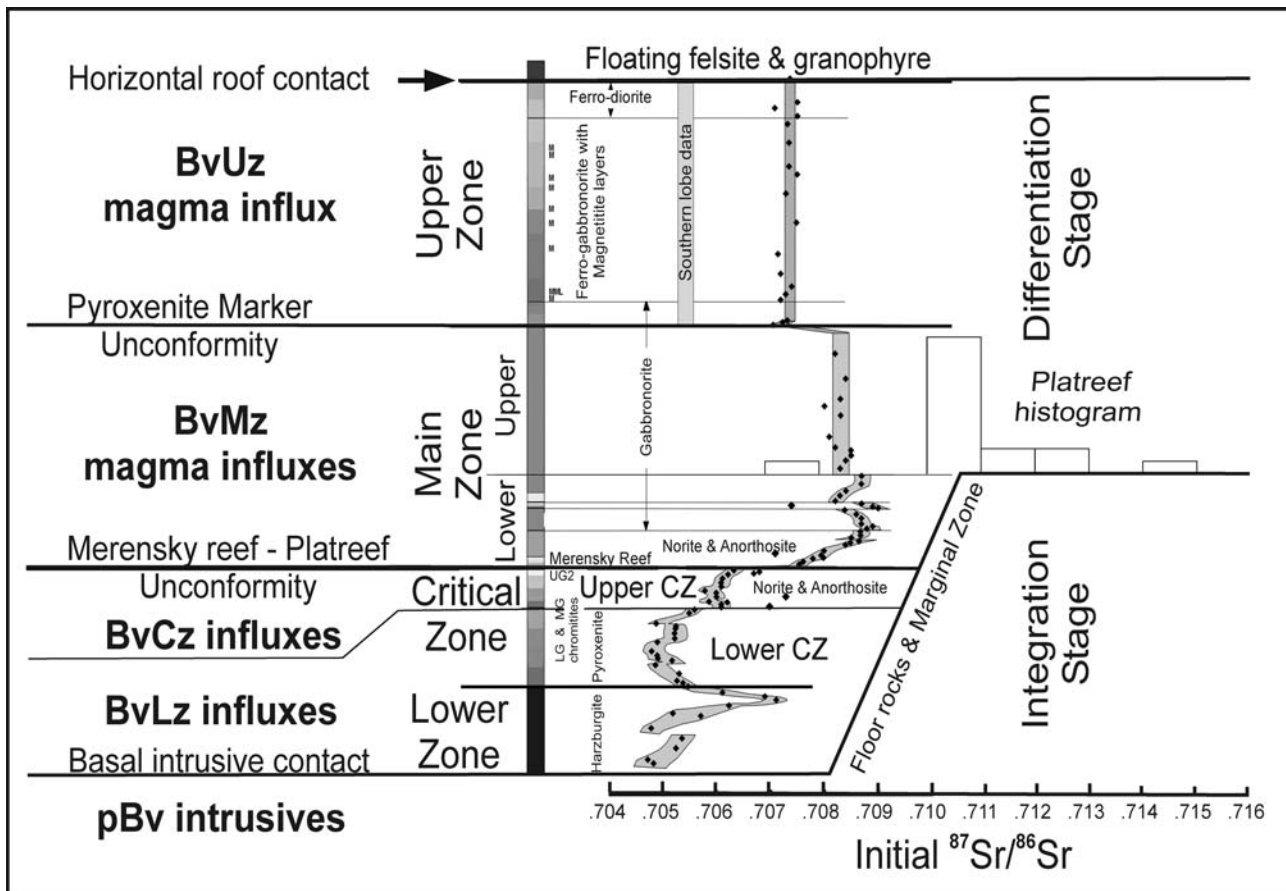 Floating felsite & granophyre
Horizontal roof contact
Ferro-diorite
BvUz
magma influx
Upper
Zone
M
M
M
M
M
M
Ferro-gabbronorite with
Magnetitite layers
Southern lobe data
Differentiation
Stage
Pyroxenite Marker
Unconformity
BvMz
magma influxes
Main
Zone
Upper
Lower
Gabbronorite
Platreef
histogram
Merensky reef - Platreef
Unconformity
Merensky Reef
Norite & Anorthosite
UG2
Critical
Zone
Upper CZ
Norite & Anorthosite
BvCz influxes
LG & MG
chromitites
Pyroxenite
Lower CZ
Floor rocks & Marginal Zone
Integration
Stage
BvLz influxes
Lower
Zone
Harzburgite
Basal intrusive contact
pBv intrusives
.704 .705 .706 .707 .708 .709 .710 .711 .712 .713 .714 .715 .716
Initial ⁸⁷Sr/⁸⁶Sr